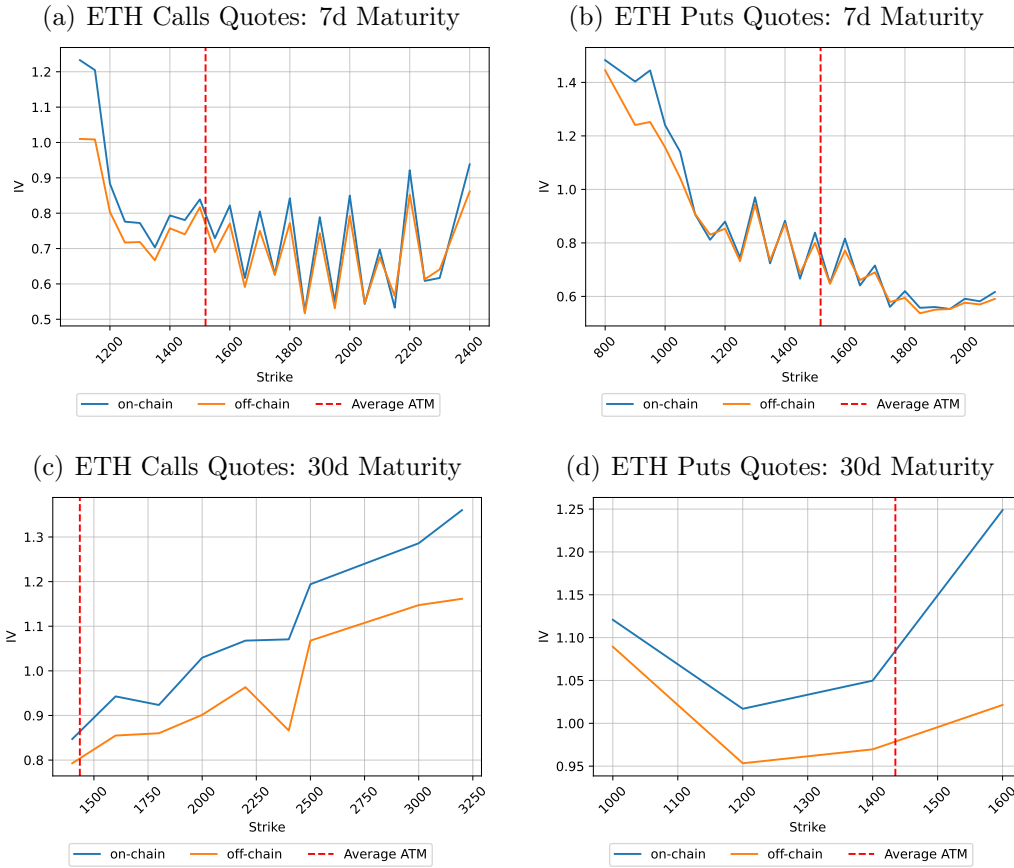 (a) ETH Calls Quotes: 7d Maturity
1.2
1.1
1.0
0.9
0.8
0.7
0.6
0.5
IV
1200
1400
1600
1800
2000
2200
2400
Strike
on-chain
off-chain
Average ATM
(b) ETH Puts Quotes: 7d Maturity
1.4
1.2
1.0
0.8
0.6
IV
800
1000
1200
1400
1600
1800
2000
Strike
on-chain
off-chain
Average ATM
(c) ETH Calls Quotes: 30d Maturity
1.3
1.2
1.1
1.0
0.9
0.8
IV
1500
1750
2000
2250
2500
2750
3000
3250
Strike
on-chain
off-chain
Average ATM
(d) ETH Puts Quotes: 30d Maturity
1.25
1.20
1.15
1.10
1.05
1.00
0.95
IV
1000
1100
1200
1300
1400
1500
1600
Strike
on-chain
off-chain
Average ATM